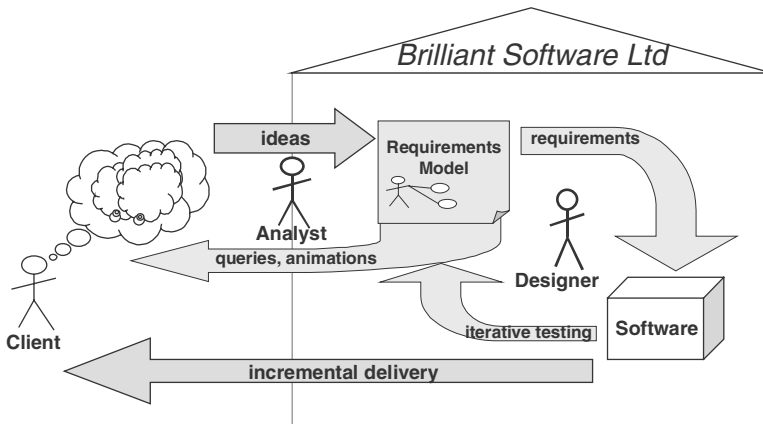 Brilliant Software Ltd
ideas
Requirements
Model
requirements
Analyst
queries, animations
Designer
Client
iterative testing
Software
incremental delivery